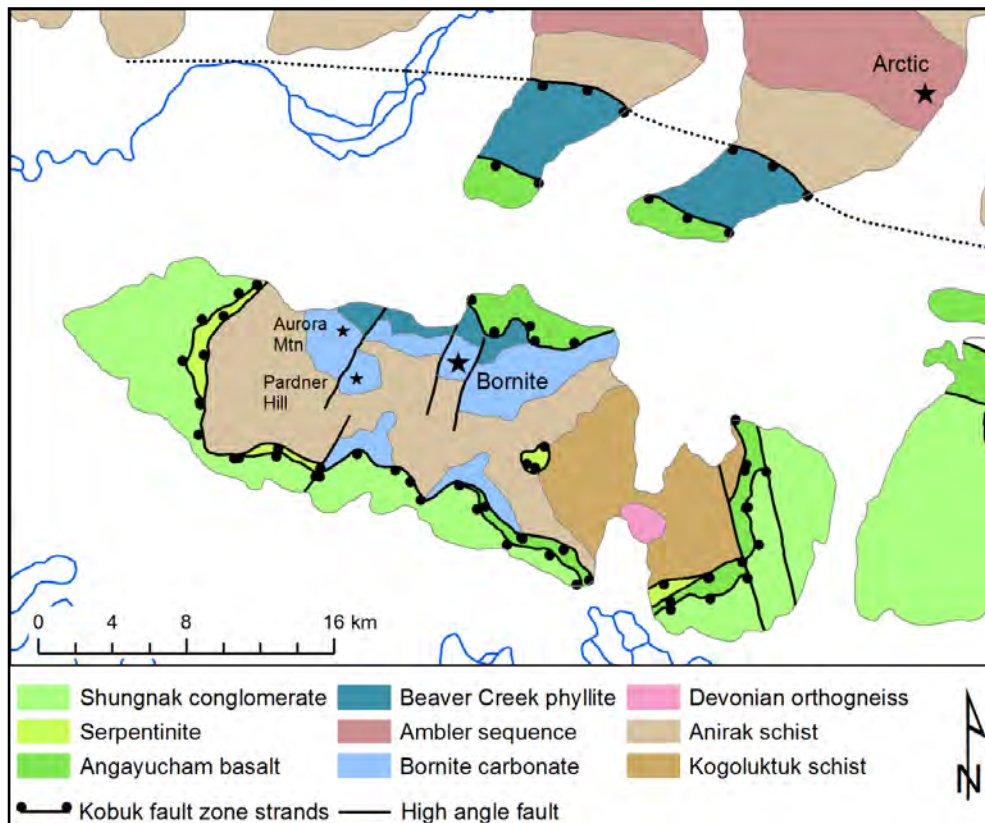 Arctic
Aurora
Mtn
Pardner
Hill
Bornite
0 4 8 16 km
Shungnak conglomerate
Beaver Creek phyllite
Devonian orthogneiss
Serpentinite
Ambler sequence
Anirak schist
Angayucham basalt
Bornite carbonate
Kogoluktuk schist
Kobuk fault zone strands
High angle fault
N